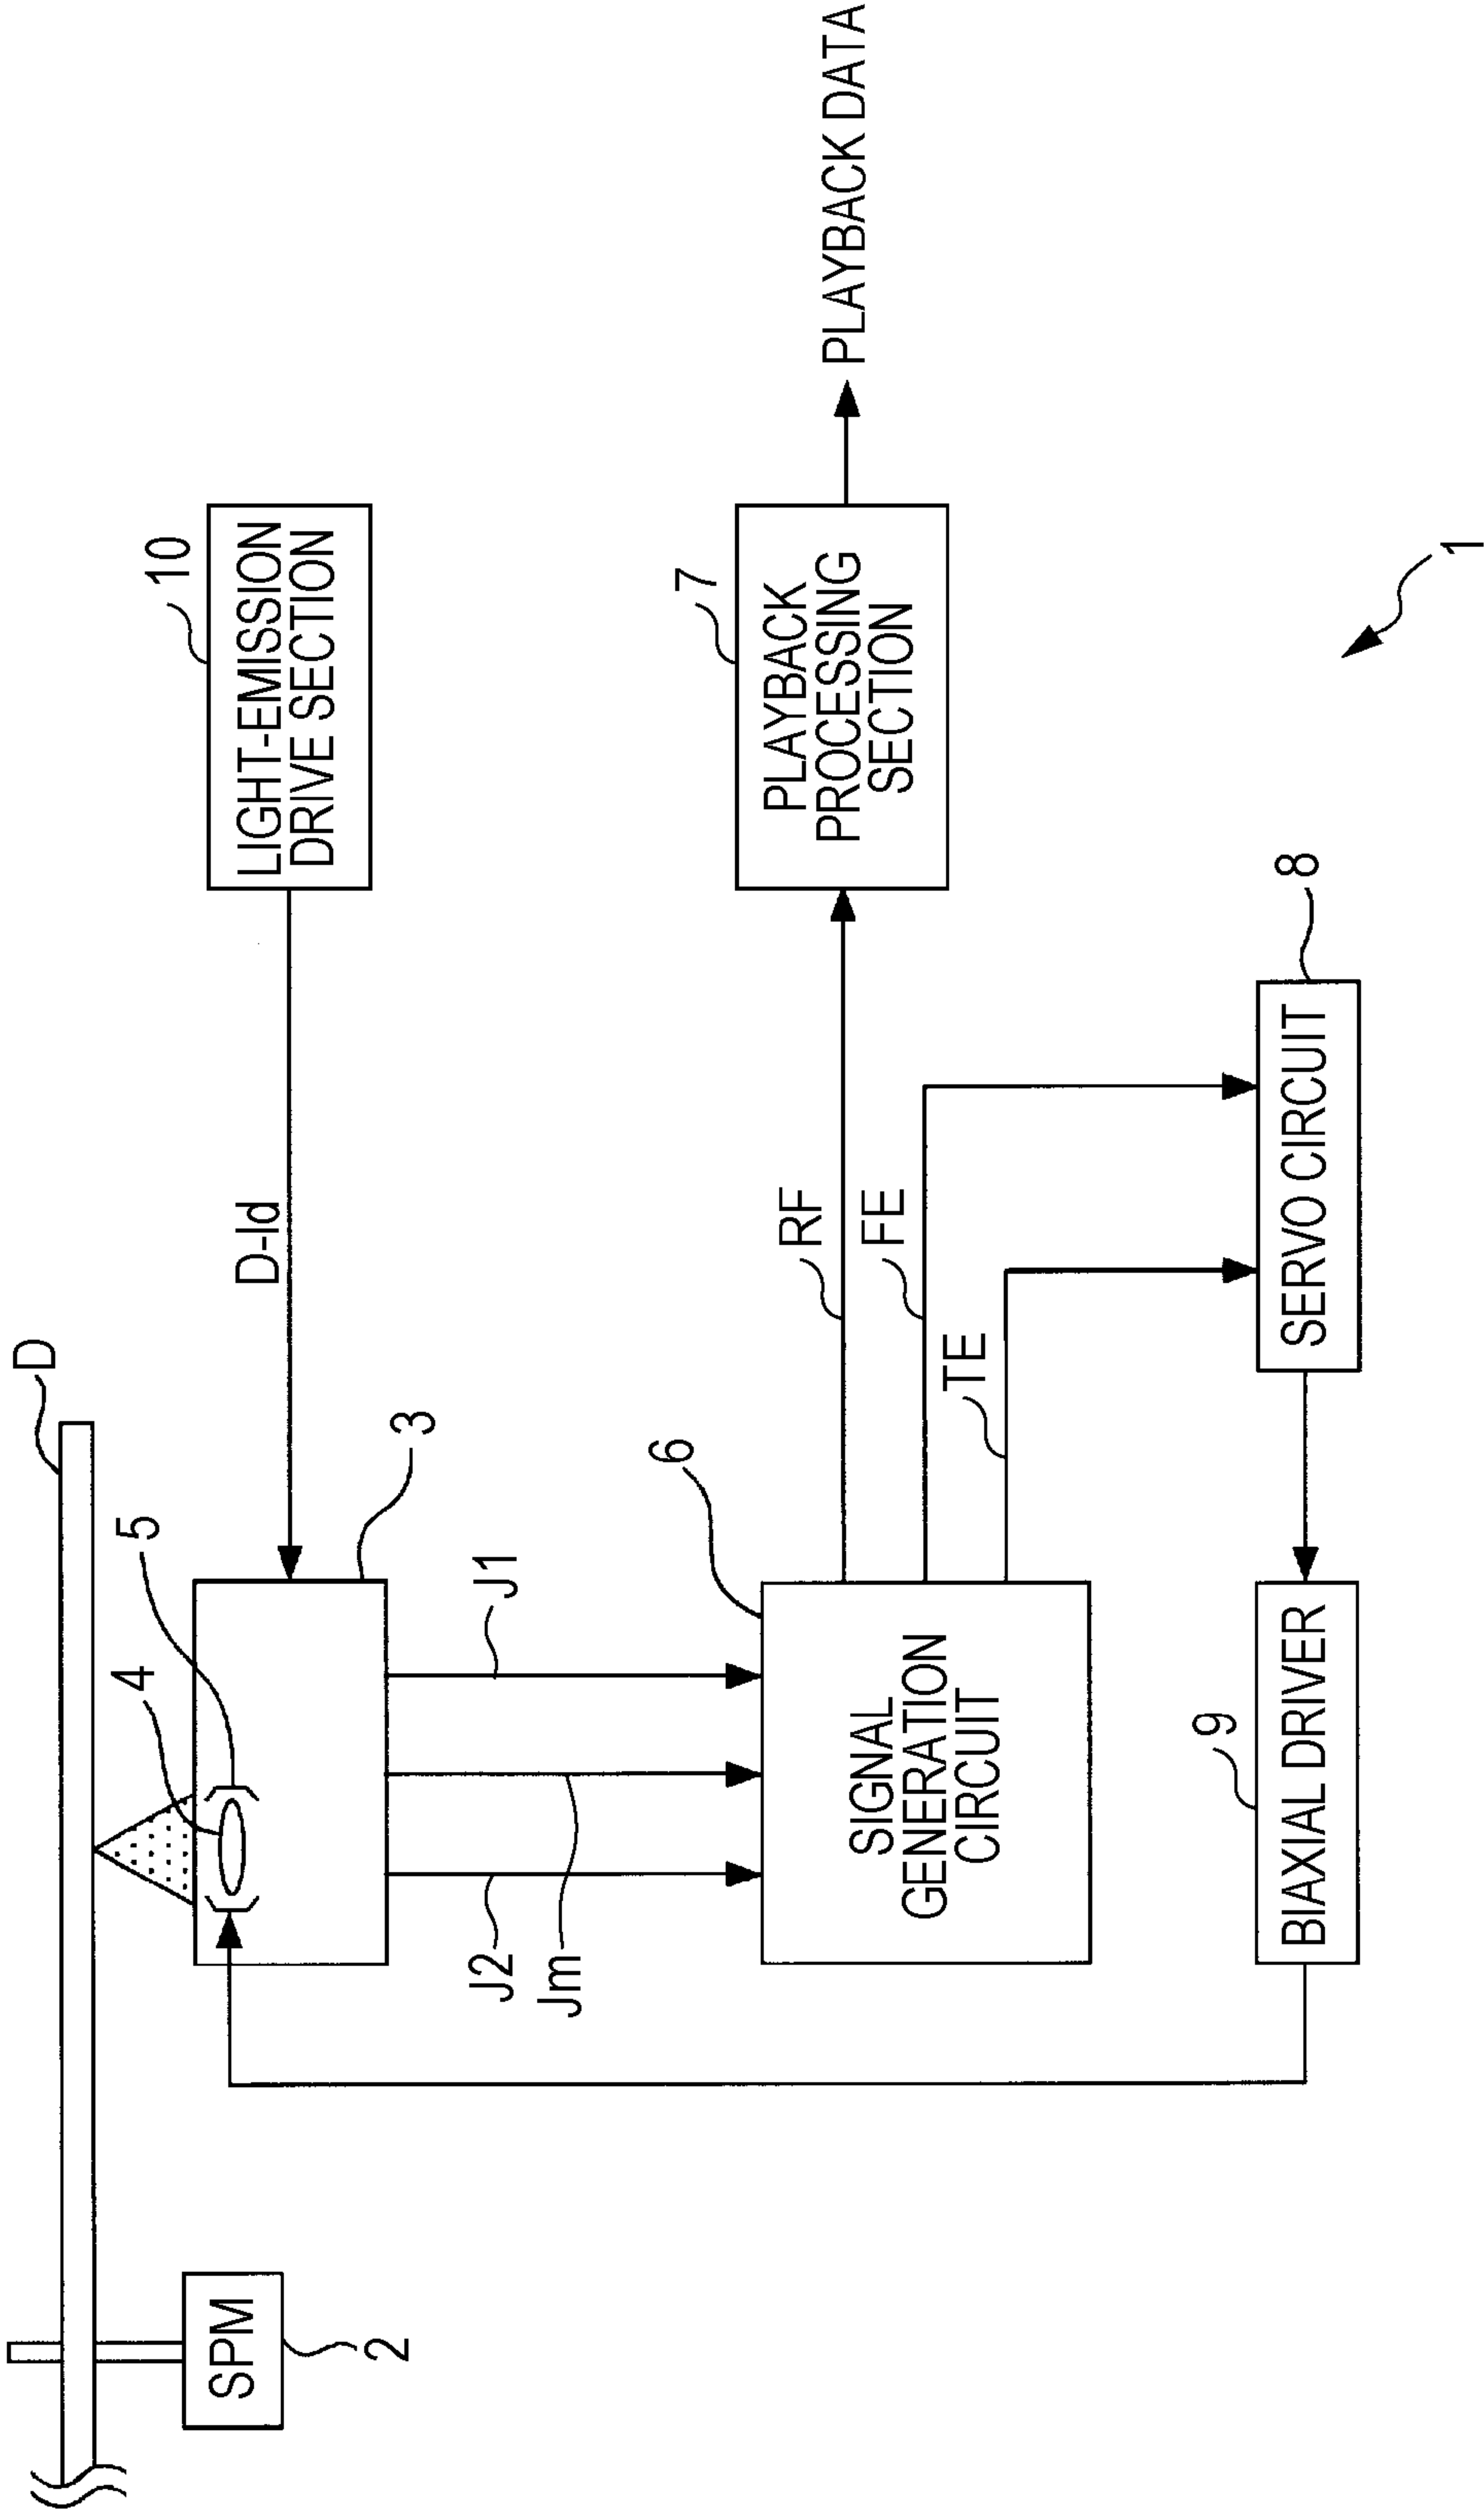 D
SPM
2
4
5
3
D-Id
10
LIGHT-EMISSION
DRIVE SECTION
J2
Jm
J1
6
SIGNAL
GENERATION
CIRCUIT
RF
FE
TE
7
PLAYBACK
PROCESSING
SECTION
PLAYBACK DATA
9
BIAXIAL DRIVER
SERVO CIRCUIT
8
1